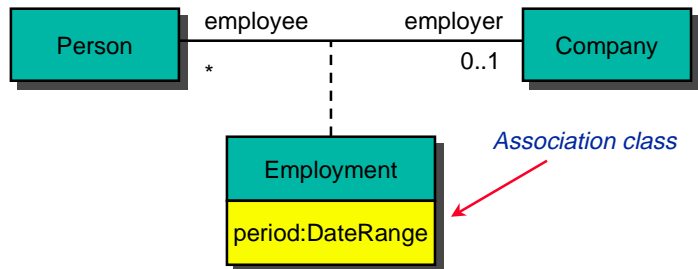 employee employer
Person Company
* 0..1
Association class
Employment
period:DateRange